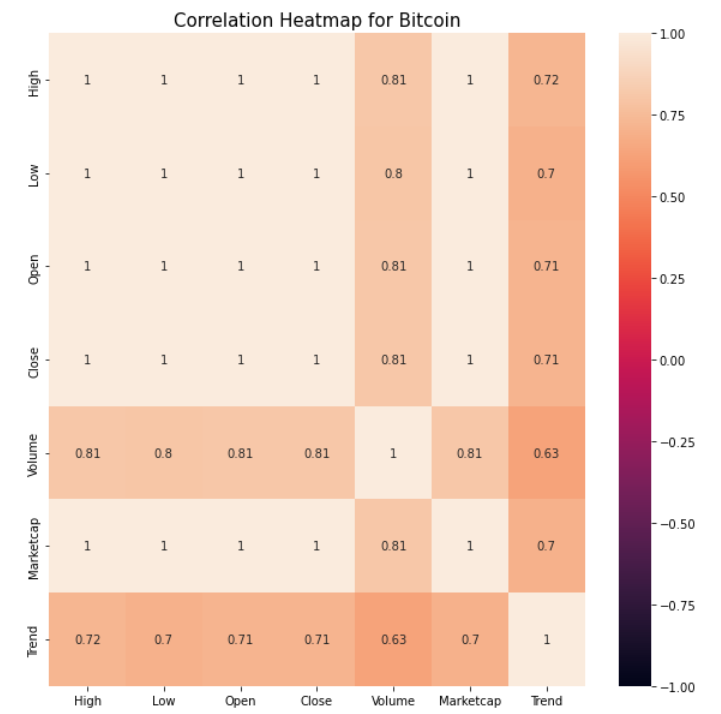 Correlation Heatmap for Bitcoin
High 1 1 1 1 0.81 1 0.72
Low 1 1 1 1 0.8 1 0.7
Open 1 1 1 1 0.81 1 0.71
Close 1 1 1 1 0.81 1 0.71
Volume 0.81 0.8 0.81 0.81 1 0.81 0.63
Marketcap 1 1 1 1 0.81 1 0.7
Trend 0.72 0.7 0.71 0.71 0.63 0.7 1
High Low Open Close Volume Marketcap Trend
1.00
0.75
0.50
0.25
0.00
−0.25
−0.50
−0.75
−1.00